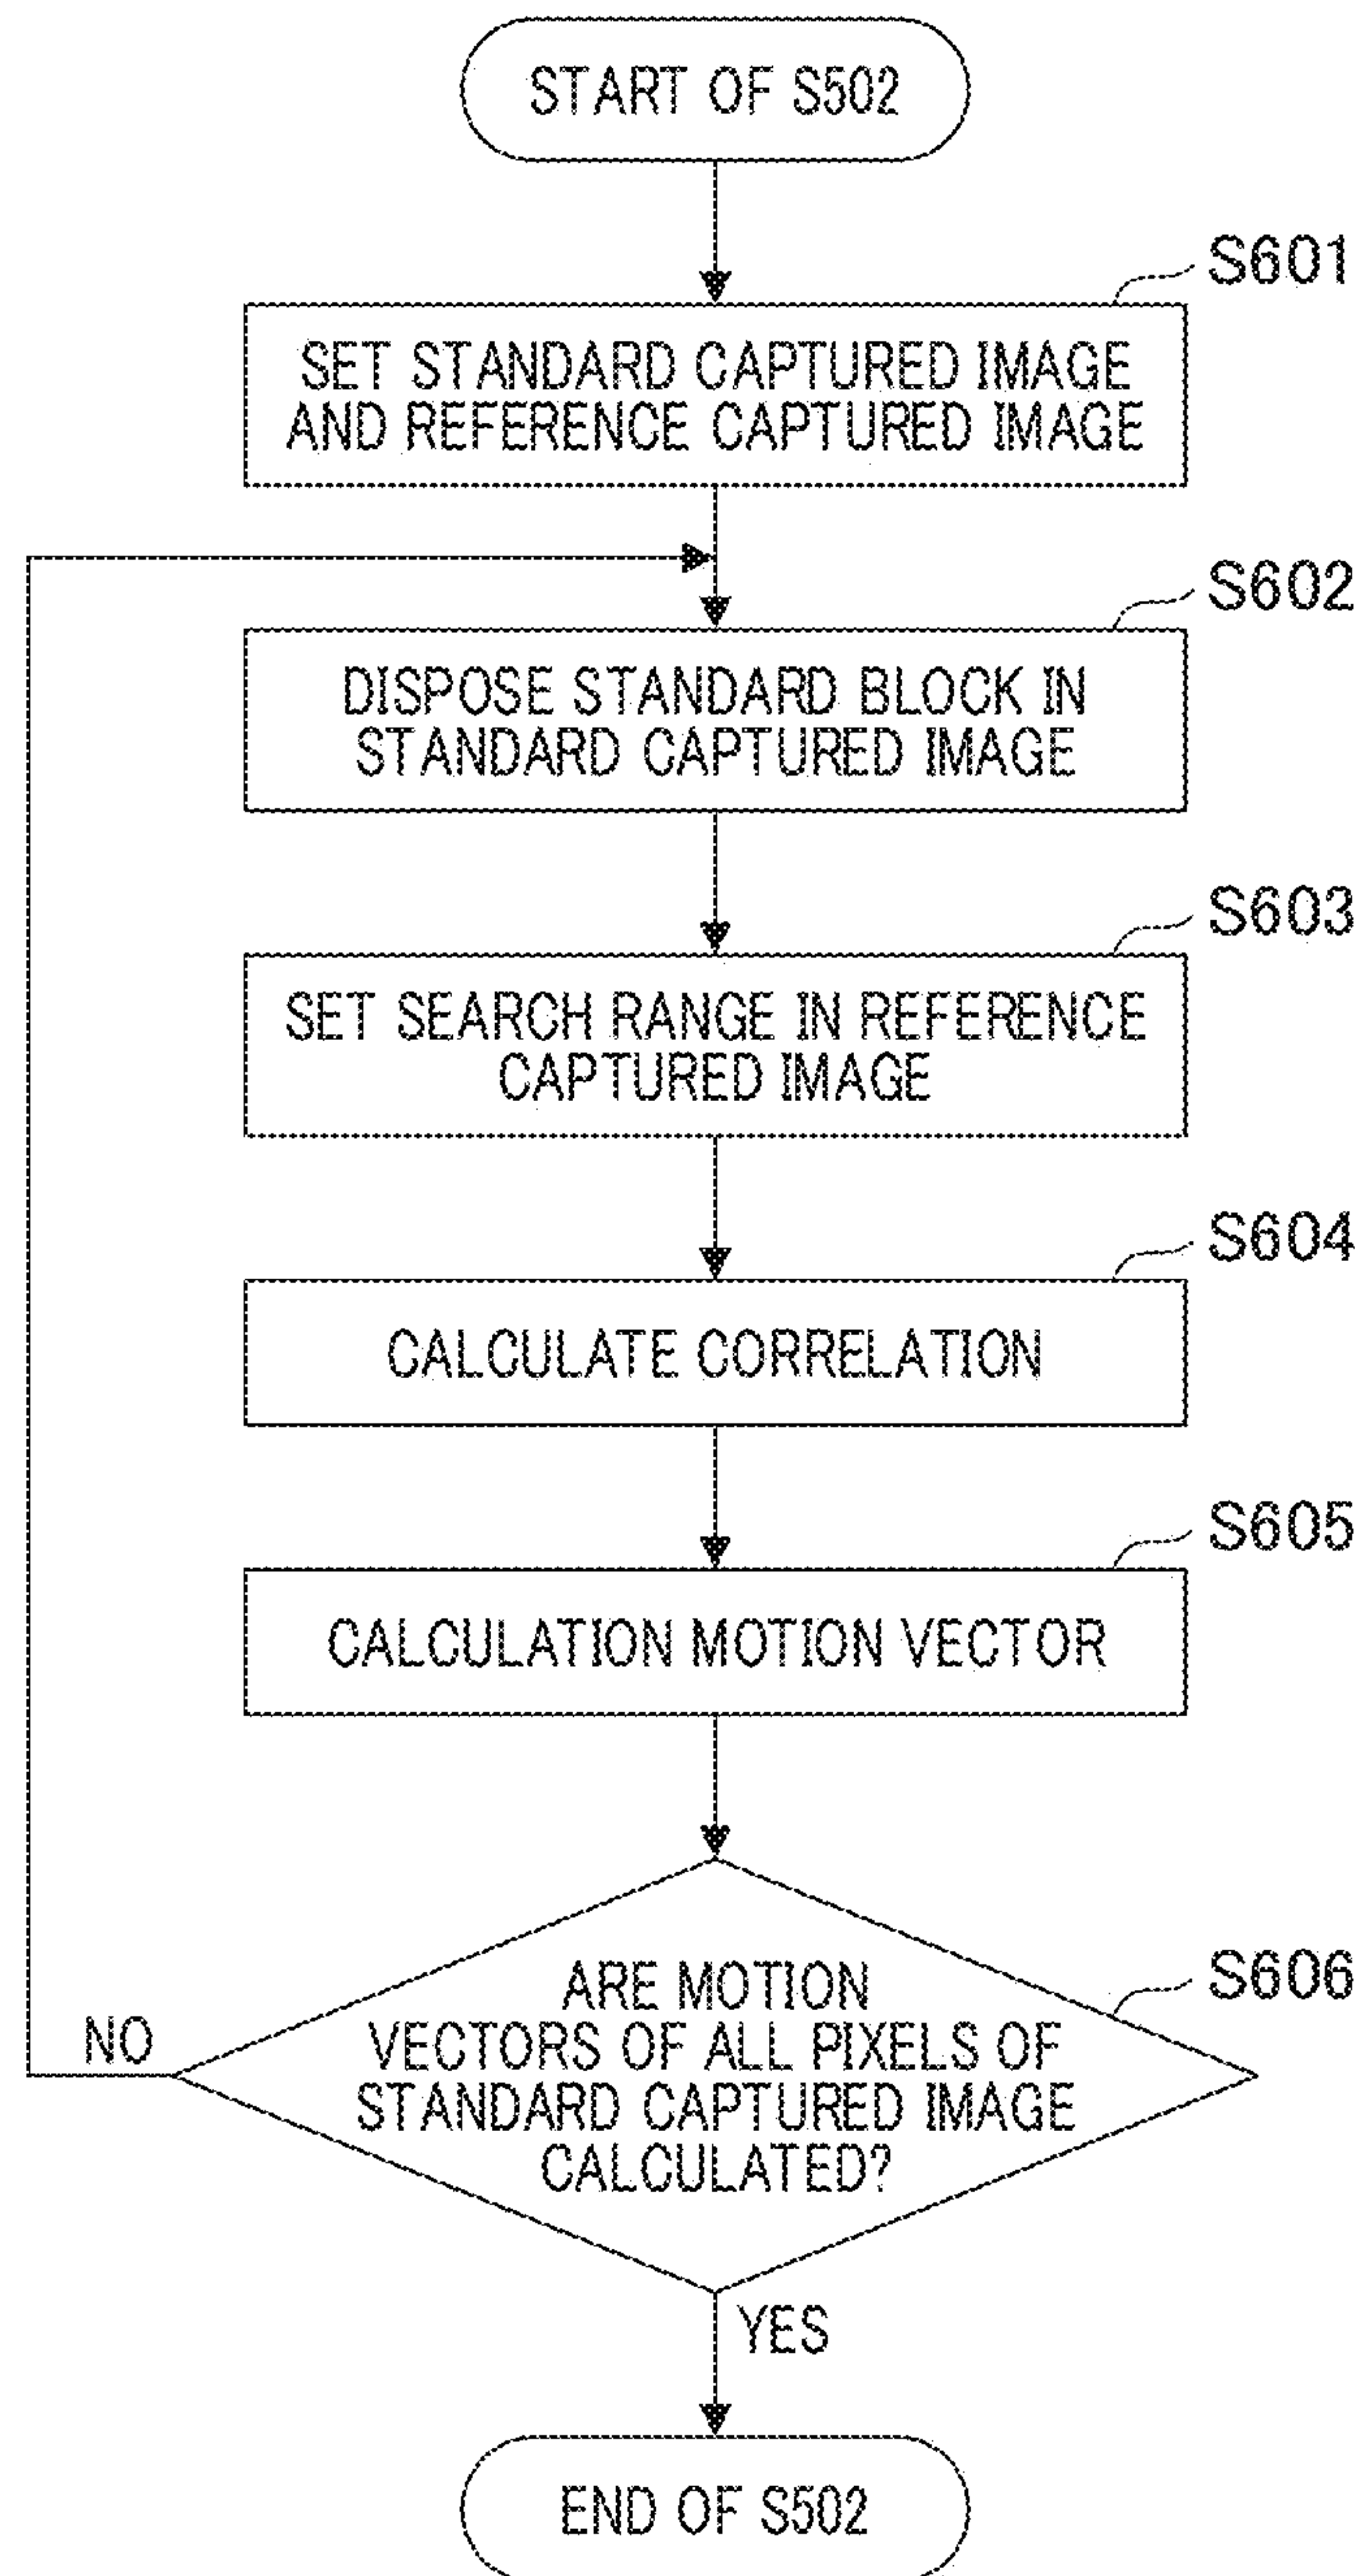 START OF S502
S601
SET STANDARD CAPTURED IMAGE
AND REFERENCE CAPTURED IMAGE
S602
DISPOSE STANDARD BLOCK IN
STANDARD CAPTURED IMAGE
S603
SET SEARCH RANGE IN REFERENCE
CAPTURED IMAGE
S604
CALCULATE CORRELATION
S605
CALCULATION MOTION VECTOR
S606
ARE MOTION
VECTORS OF ALL PIXELS OF
STANDARD CAPTURED IMAGE
CALCULATED?
NO
YES
END OF S502